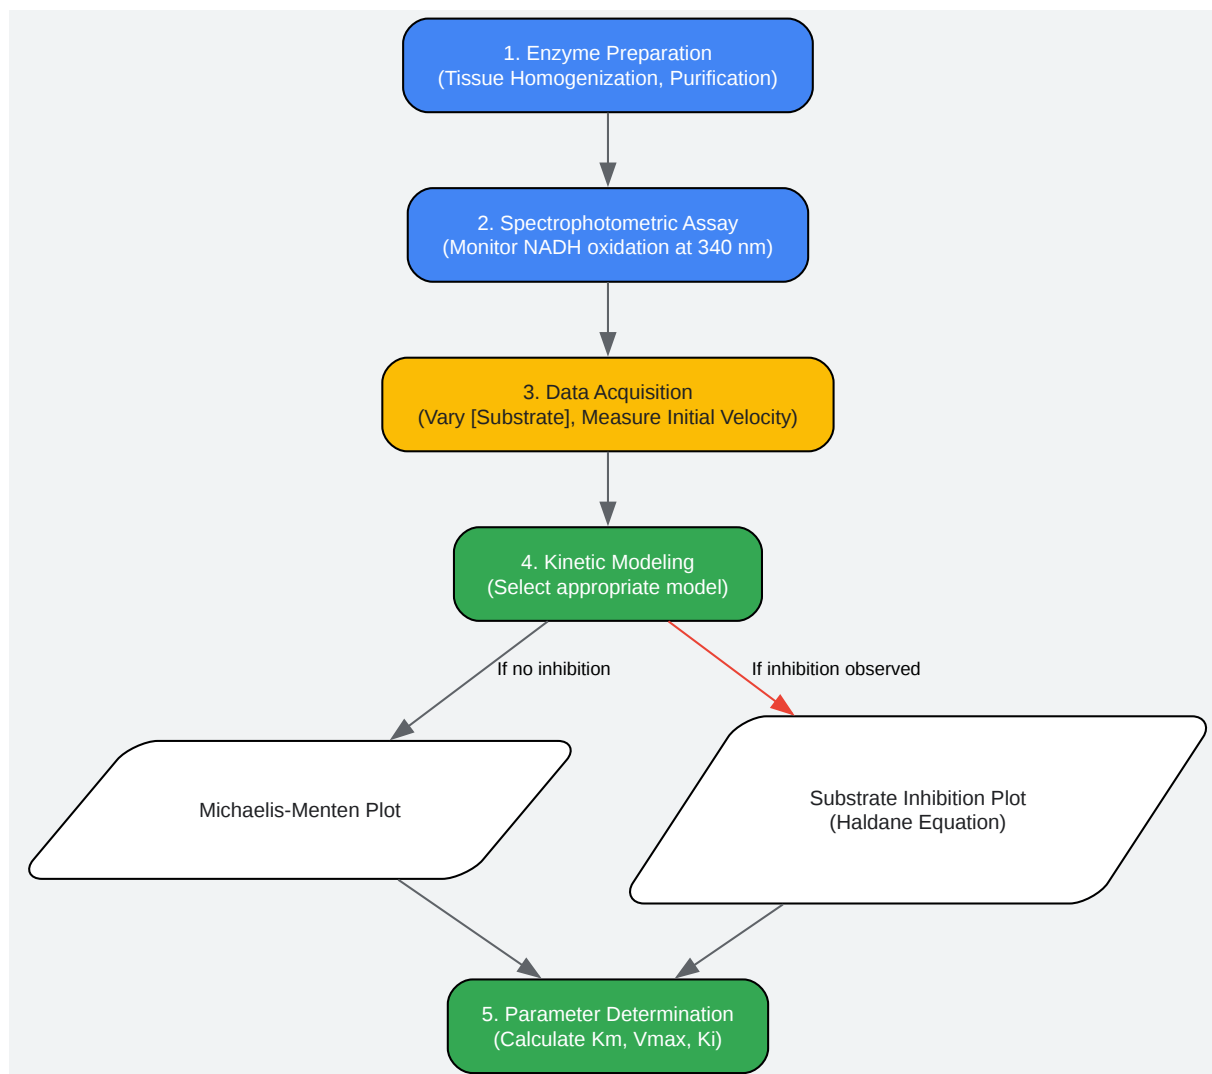 1. Enzyme Preparation
(Tissue Homogenization, Purification)
2. Spectrophotometric Assay
(Monitor NADH oxidation at 340 nm)
3. Data Acquisition
(Vary [Substrate], Measure Initial Velocity)
4. Kinetic Modeling
(Select appropriate model)
If no inhibition
If inhibition observed
Michaelis-Menten Plot
Substrate Inhibition Plot
(Haldane Equation)
5. Parameter Determination
(Calculate Km, Vmax, Ki)